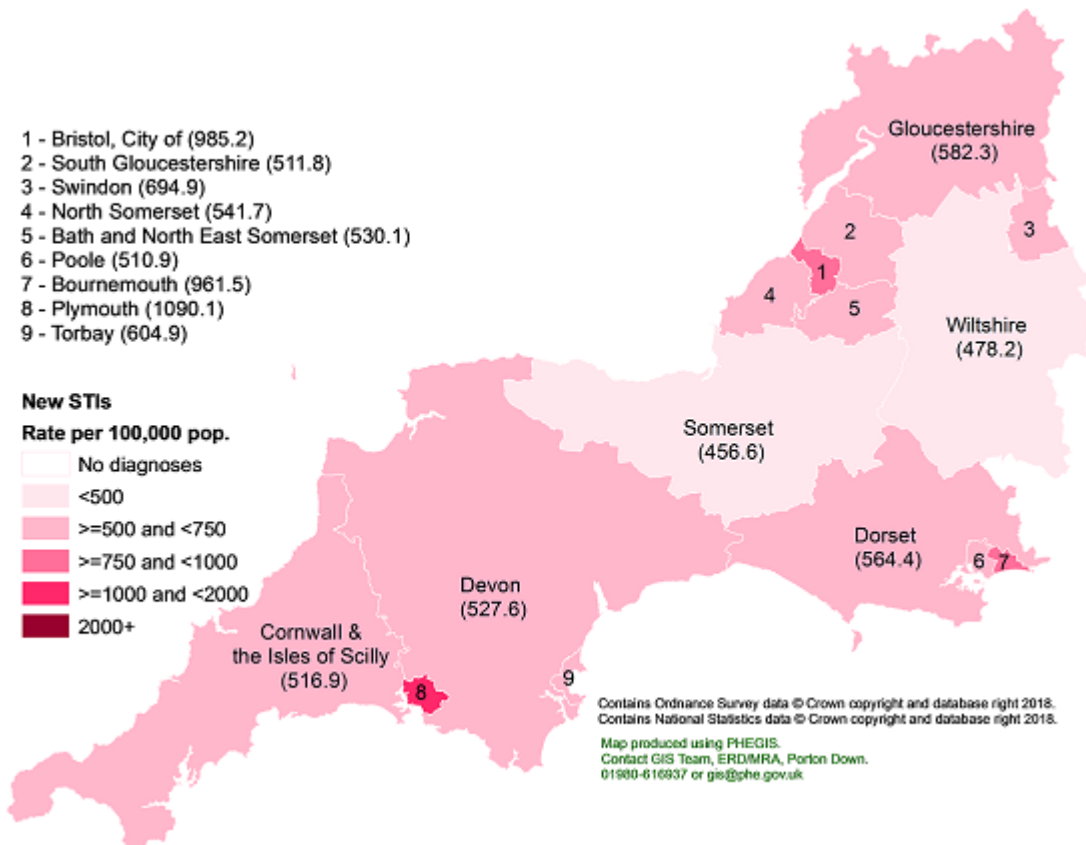 1 - Bristol, City of (985.2)
2 - South Gloucestershire (511.8)
3 - Swindon (694.9)
4 - North Somerset (541.7)
5 - Bath and North East Somerset (530.1)
6 - Poole (510.9)
7 - Bournemouth (961.5)
8 - Plymouth (1090.1)
9 - Torbay (604.9)
New STIs
Rate per 100,000 pop.
No diagnoses
<500
>=500 and <750
>=750 and <1000
>=1000 and <2000
2000+
Gloucestershire
(582.3)
2
3
1
4
5
Wiltshire
(478.2)
Somerset
(456.6)
Dorset
(564.4)
6
7
Devon
(527.6)
Cornwall &
the Isles of Scilly
(516.9)
8
9
Contains Ordnance Survey data © Crown copyright and database right 2018.
Contains National Statistics data © Crown copyright and database right 2018.
Map produced using PHEGIS.
Contact GIS Team, ERD/MRA, Porton Down.
01980-616937 or gis@phe.gov.uk